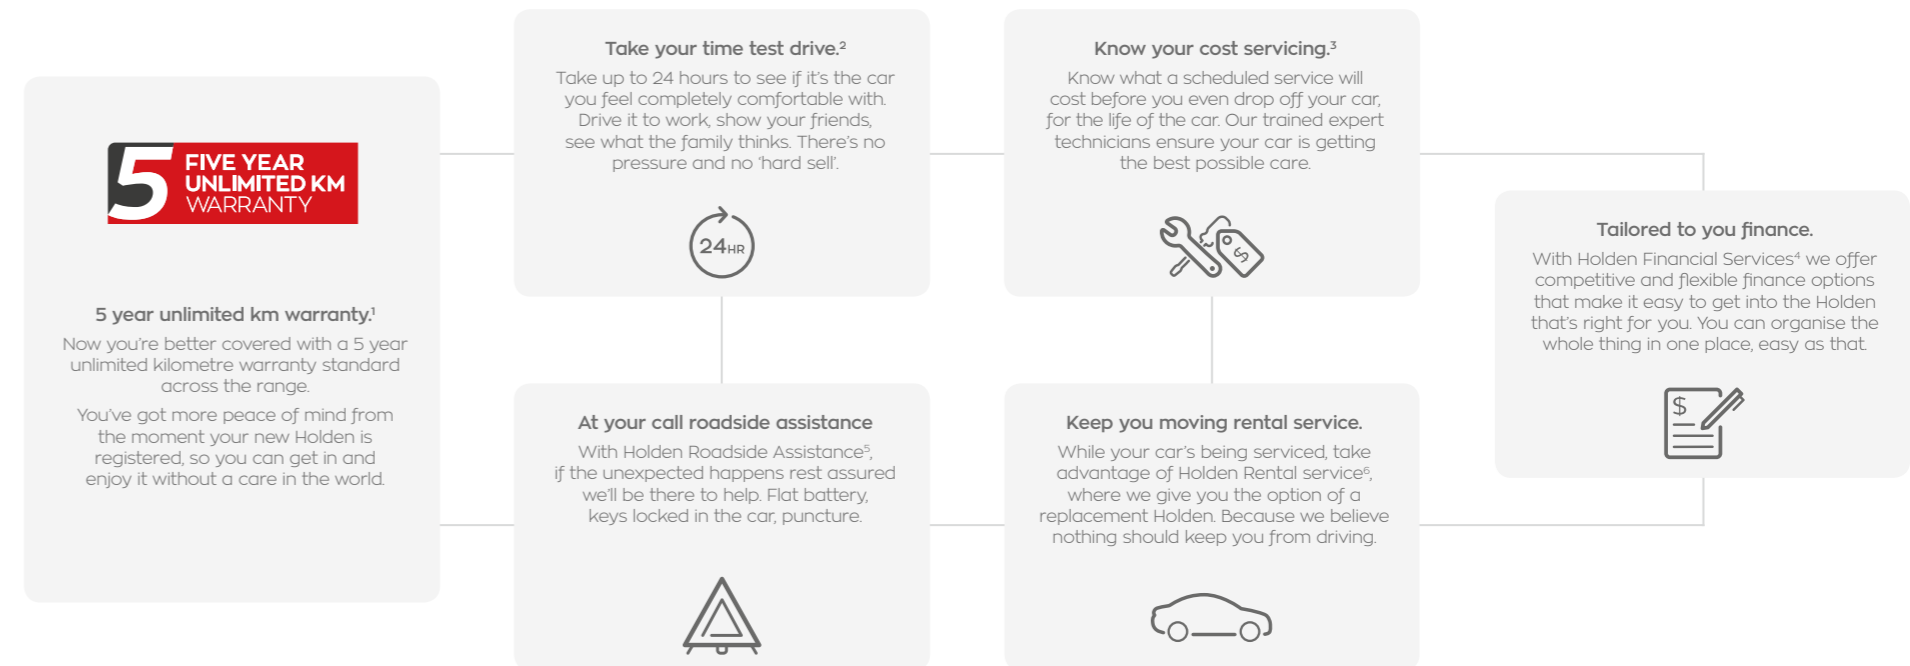 5
FIVE YEAR
UNLIMITED KM
WARRANTY
5 year unlimited km warranty.¹
Now you're better covered with a 5 year
unlimited kilometre warranty standard
across the range.
You've got more peace of mind from
the moment your new Holden is
registered, so you can get in and
enjoy it without a care in the world.
Take your time test drive.²
Take up to 24 hours to see if it's the car
you feel completely comfortable with.
Drive it to work, show your friends,
see what the family thinks. There's no
pressure and no 'hard sell'.
24HR
At your call roadside assistance
With Holden Roadside Assistance⁵,
if the unexpected happens rest assured
we'll be there to help. Flat battery,
keys locked in the car, puncture.
Know your cost servicing.³
Know what a scheduled service will
cost before you even drop off your car,
for the life of the car. Our trained expert
technicians ensure your car is getting
the best possible care.
$
Keep you moving rental service.
While your car's being serviced, take
advantage of Holden Rental service⁶,
where we give you the option of a
replacement Holden. Because we believe
nothing should keep you from driving.
Tailored to you finance.
With Holden Financial Services⁴ we offer
competitive and flexible finance options
that make it easy to get into the Holden
that's right for you. You can organise the
whole thing in one place, easy as that.
$